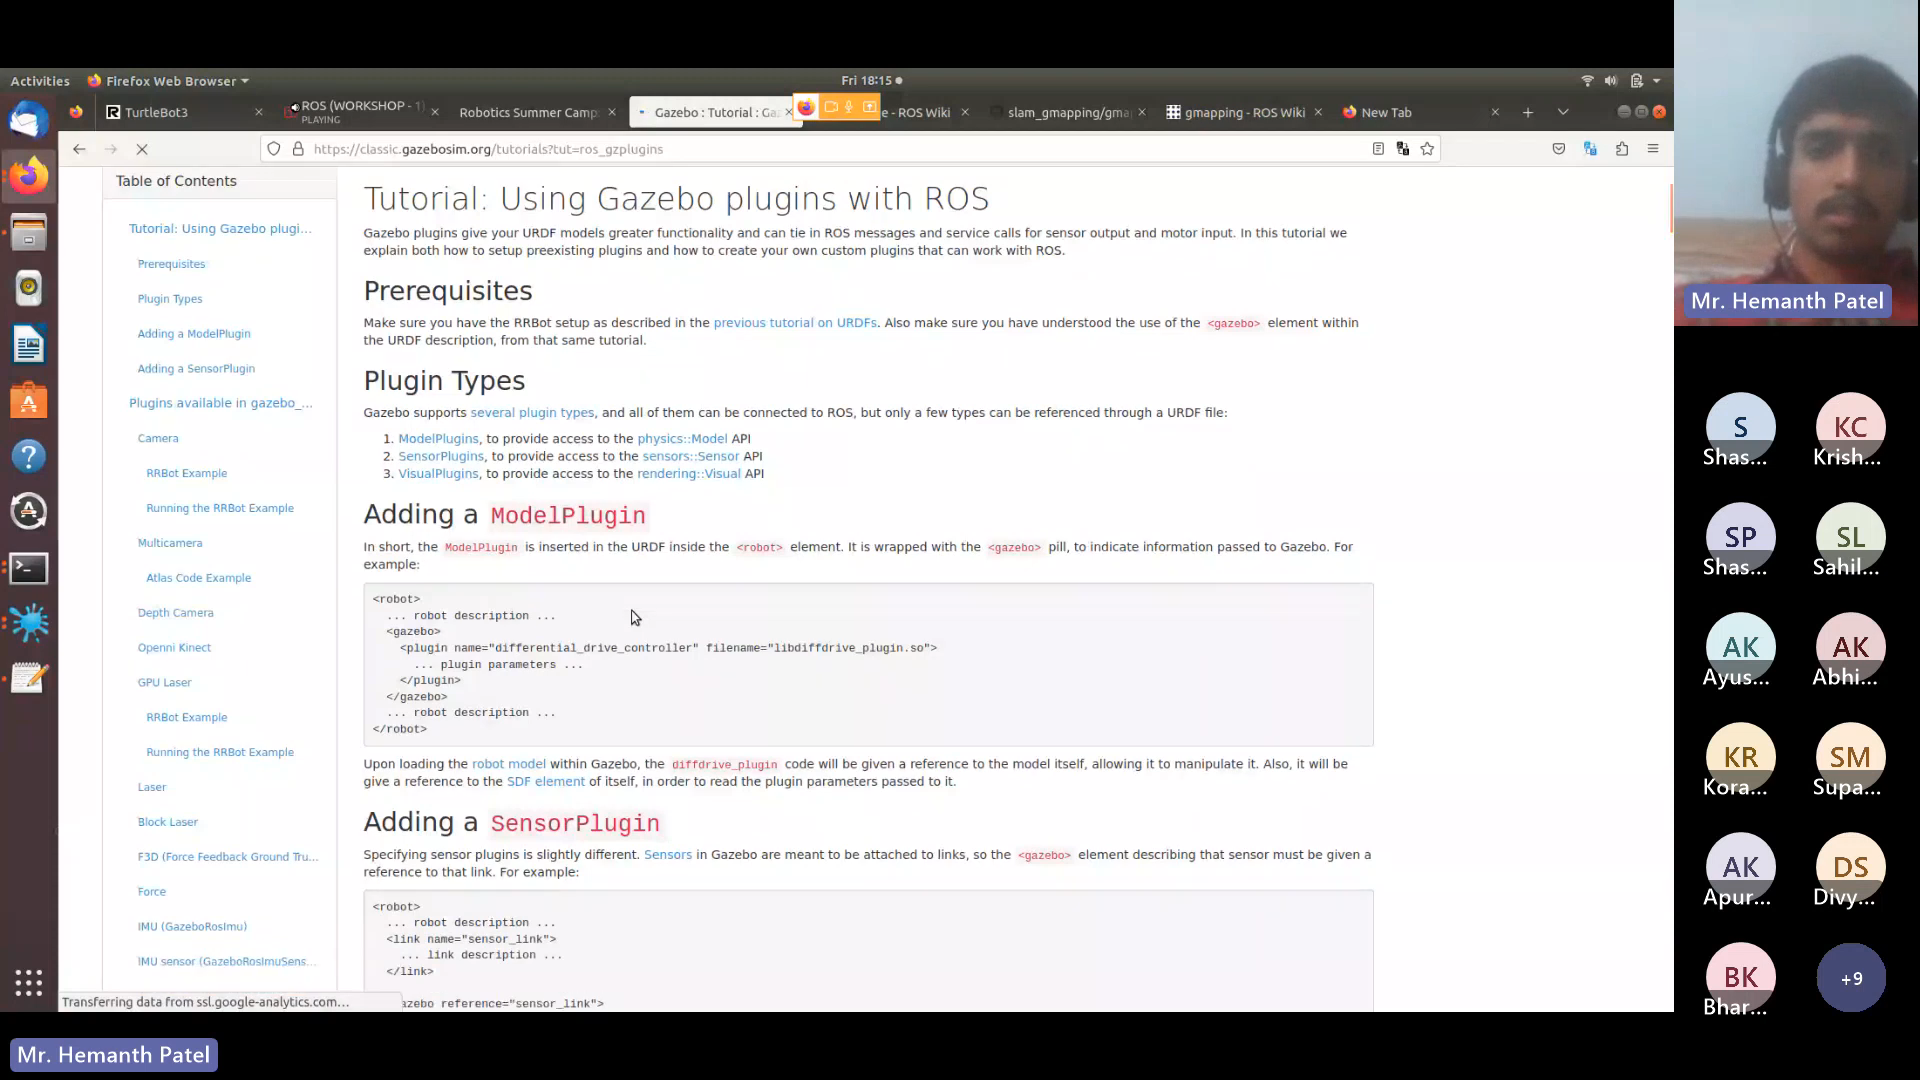 Activities
Firefox Web Browser
Fri 18:15
TurtleBot3
ROS (WORKSHOP - 1)
PLAYING
Robotics Summer Camp
Gazebo : Tutorial : Ga
e - ROS Wiki
slam_gmapping/gma
gmapping - ROS Wiki
New Tab
https://classic.gazebosim.org/tutorials?tut=ros_gzplugins
Table of Contents
Tutorial: Using Gazebo plugi...
Prerequisites
Plugin Types
Adding a ModelPlugin
Adding a SensorPlugin
Plugins available in gazebo_...
Camera
RRBot Example
Running the RRBot Example
Multicamera
Atlas Code Example
Depth Camera
Openni Kinect
GPU Laser
RRBot Example
Running the RRBot Example
Laser
Block Laser
F3D (Force Feedback Ground Tru...
Force
IMU (GazeboRosImu)
IMU sensor (GazeboRosImuSens...
Transferring data from ssl.google-analytics.com...
Tutorial: Using Gazebo plugins with ROS
Gazebo plugins give your URDF models greater functionality and can tie in ROS messages and service calls for sensor output and motor input. In this tutorial we
explain both how to setup preexisting plugins and how to create your own custom plugins that can work with ROS.
Prerequisites
Make sure you have the RRBot setup as described in the previous tutorial on URDFs. Also make sure you have understood the use of the <gazebo> element within
the URDF description, from that same tutorial.
Plugin Types
Gazebo supports several plugin types, and all of them can be connected to ROS, but only a few types can be referenced through a URDF file:
1. ModelPlugins, to provide access to the physics::Model API
2. SensorPlugins, to provide access to the sensors::Sensor API
3. VisualPlugins, to provide access to the rendering::Visual API
Adding a ModelPlugin
In short, the ModelPlugin is inserted in the URDF inside the <robot> element. It is wrapped with the <gazebo> pill, to indicate information passed to Gazebo. For
example:
<robot>
... robot description ...
<gazebo>
<plugin name="differential_drive_controller" filename="libdiffdrive_plugin.so">
... plugin parameters ...
</plugin>
</gazebo>
... robot description ...
</robot>
Upon loading the robot model within Gazebo, the diffdrive_plugin code will be given a reference to the model itself, allowing it to manipulate it. Also, it will be
give a reference to the SDF element of itself, in order to read the plugin parameters passed to it.
Adding a SensorPlugin
Specifying sensor plugins is slightly different. Sensors in Gazebo are meant to be attached to links, so the <gazebo> element describing that sensor must be given a
reference to that link. For example:
<robot>
... robot description ...
<link name="sensor_link">
... link description ...
</link>
azebo reference="sensor_link">
Mr. Hemanth Patel
S
Shas...
KC
Krish...
SP
Shas...
SL
Sahil...
AK
Ayus...
AK
Abhi...
KR
Kora...
SM
Supa...
AK
Apur...
DS
Divy...
BK
Bhar...
+9
Mr. Hemanth Patel